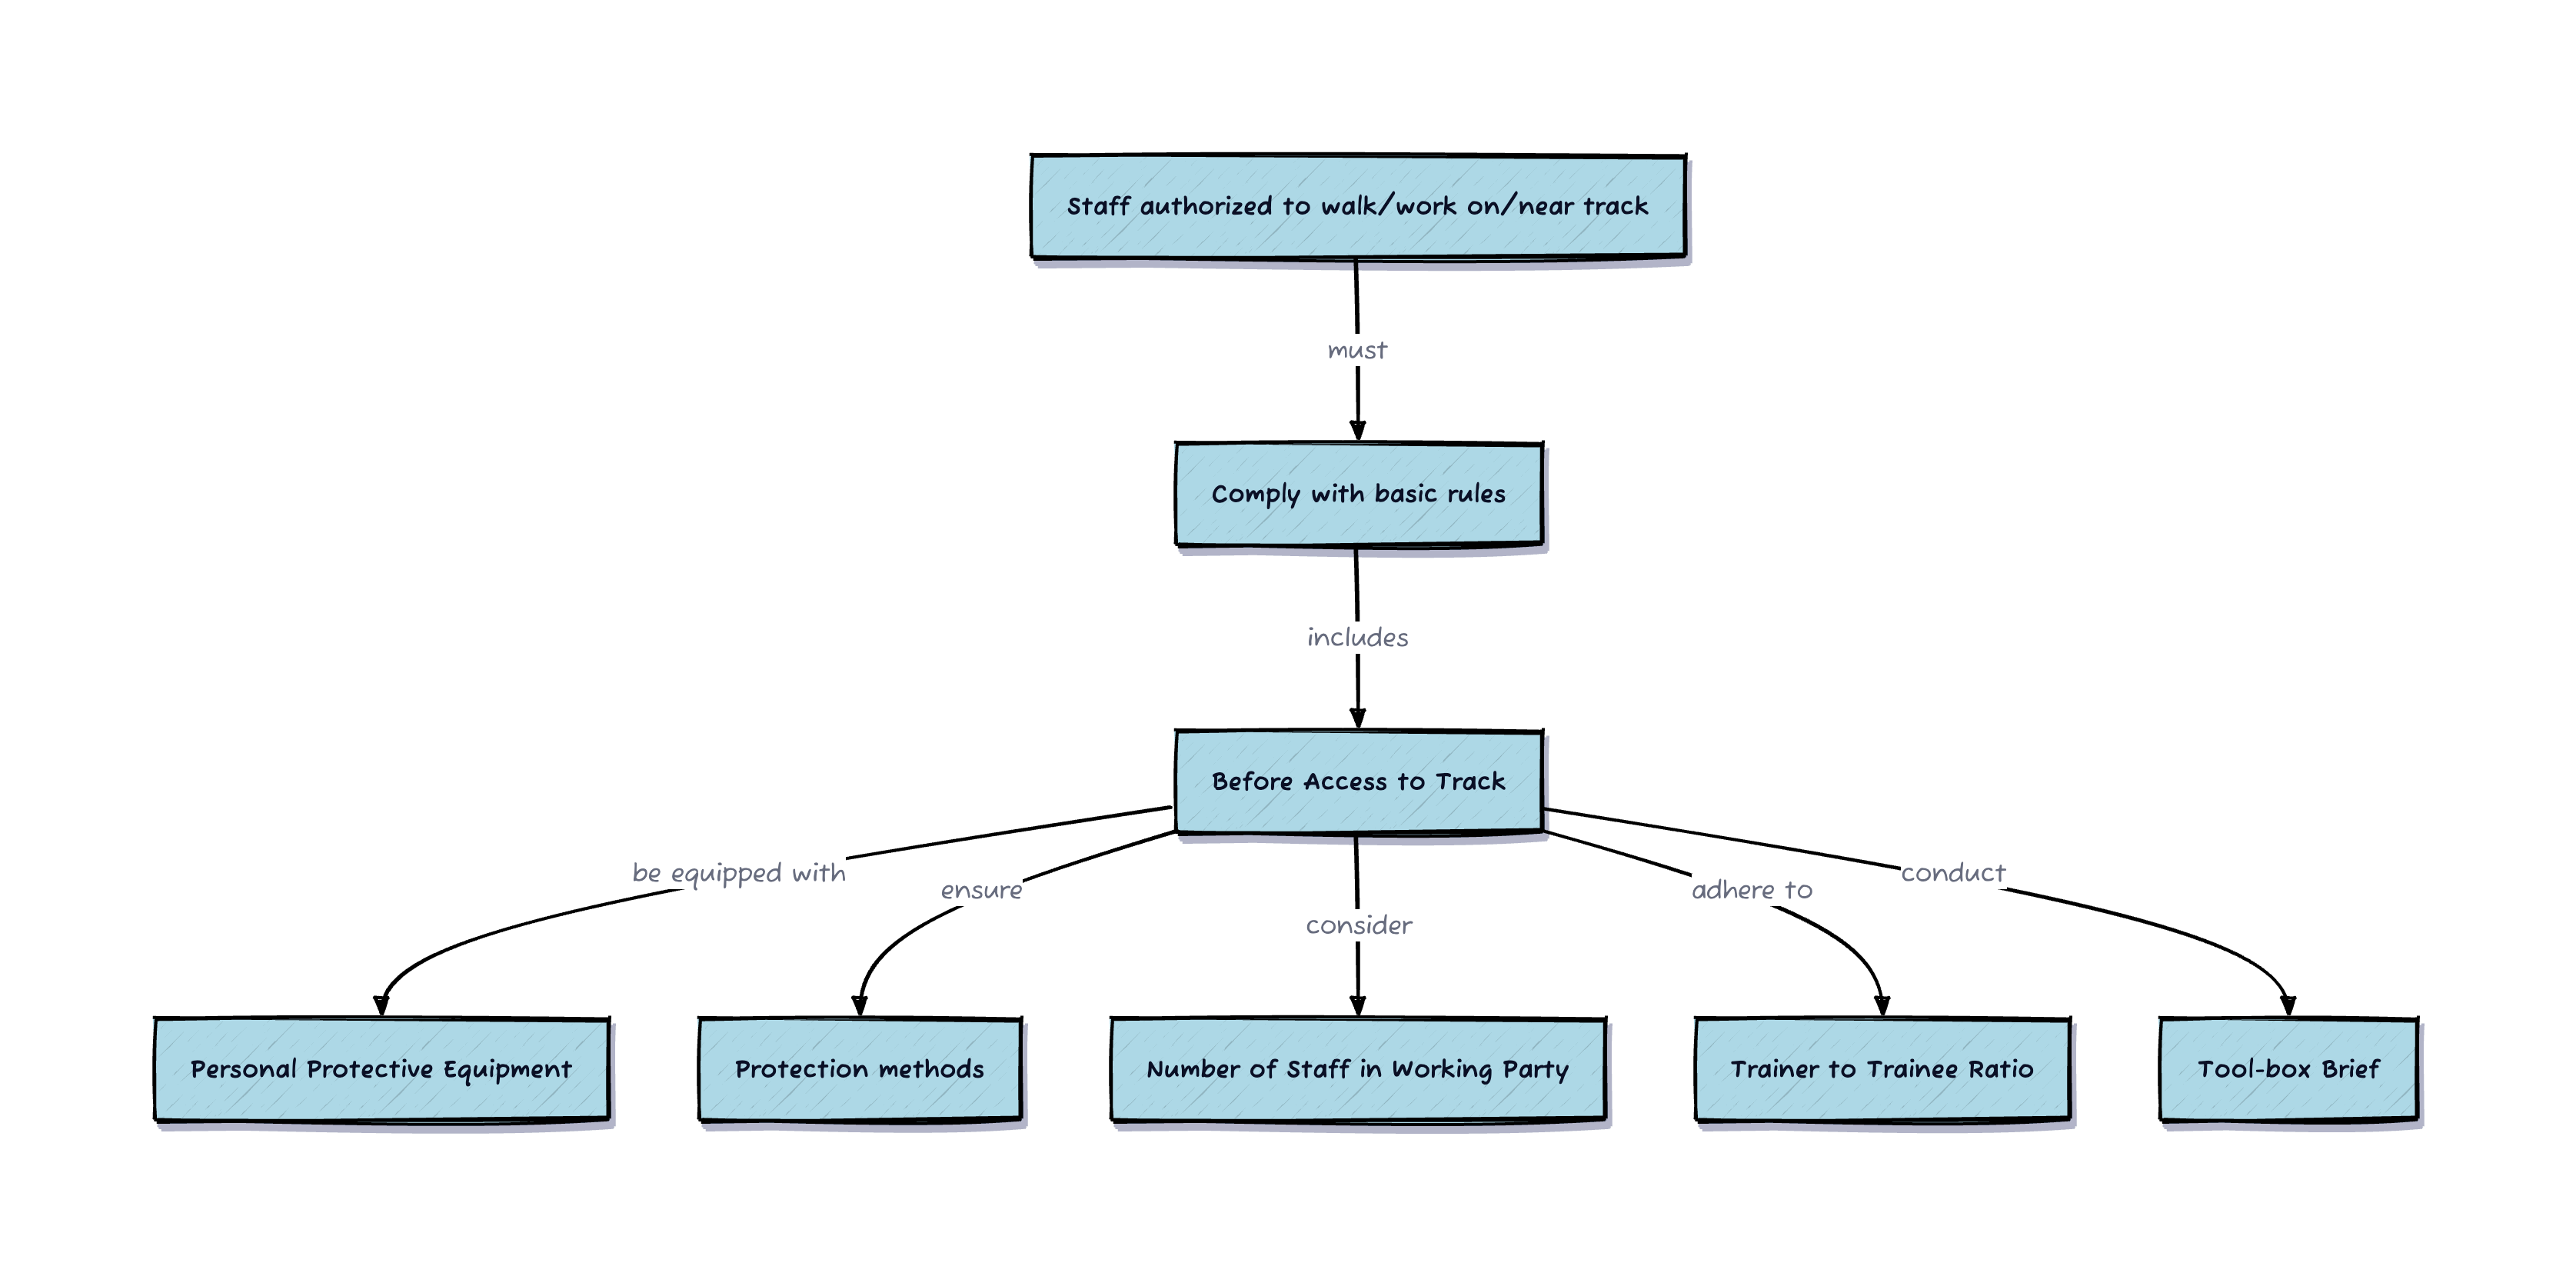 Staff authorized to walk/work on/near track
must
Comply with basic rules
includes
Before Access to Track
be equipped with
ensure
consider
adhere to
conduct
Personal Protective Equipment
Protection methods
Number of Staff in Working Party
Trainer to Trainee Ratio
Tool-box Brief